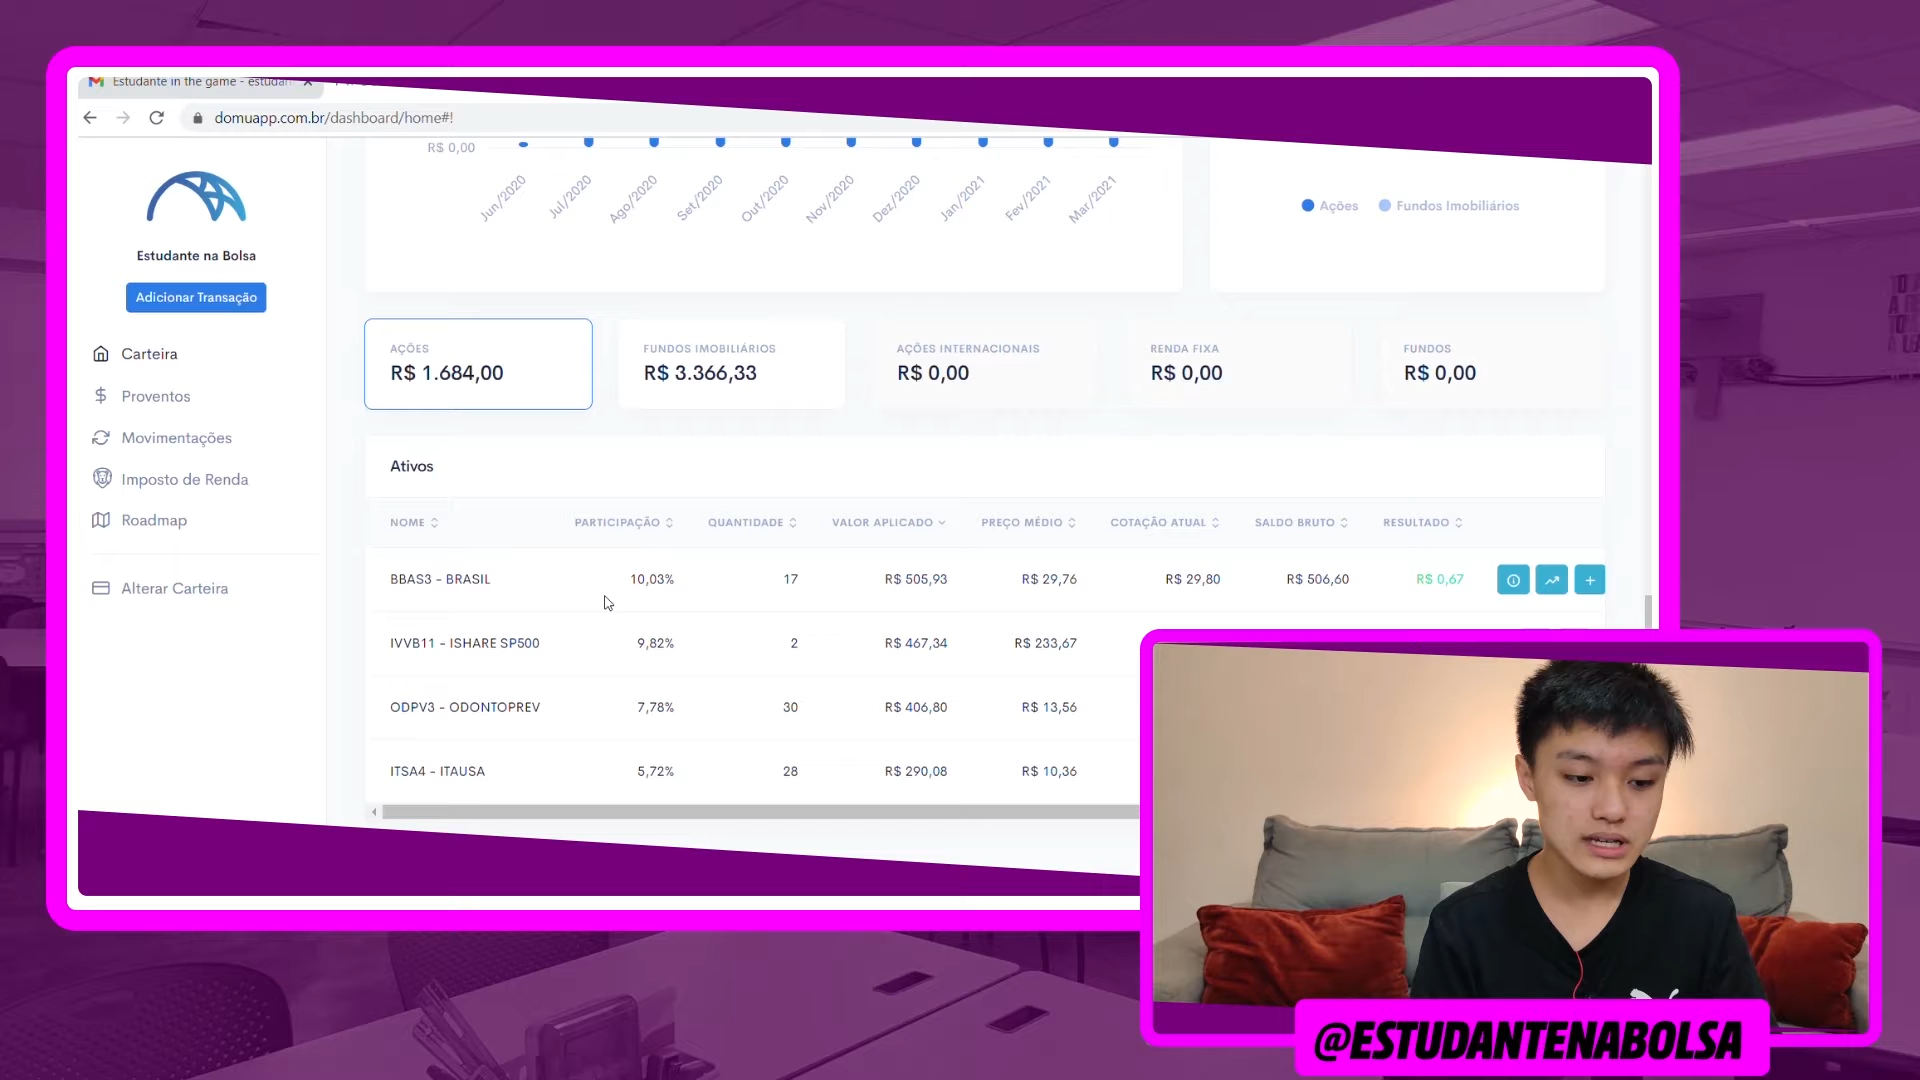 Estudante in the game - estudan
domuapp.com.br/dashboard/home#!
R$ 0,00
Jun/2020
Jul/2020
Ago/2020
Set/2020
Out/2020
Nov/2020
Dez/2020
Jan/2021
Fev/2021
Mar/2021
Ações
Fundos Imobiliários
Estudante na Bolsa
Adicionar Transação
Carteira
Proventos
Movimentações
Imposto de Renda
Roadmap
Alterar Carteira
AÇÕES
R$ 1.684,00
FUNDOS IMOBILIÁRIOS
R$ 3.366,33
AÇÕES INTERNACIONAIS
R$ 0,00
RENDA FIXA
R$ 0,00
FUNDOS
R$ 0,00
Ativos
NOME PARTICIPAÇÃO QUANTIDADE VALOR APLICADO PREÇO MÉDIO COTAÇÃO ATUAL SALDO BRUTO RESULTADO
BBAS3 - BRASIL 10,03% 17 R$ 505,93 R$ 29,76 R$ 29,80 R$ 506,60 R$ 0,67
IVVB11 - ISHARE SP500 9,82% 2 R$ 467,34 R$ 233,67
ODPV3 - ODONTOPREV 7,78% 30 R$ 406,80 R$ 13,56
ITSA4 - ITAUSA 5,72% 28 R$ 290,08 R$ 10,36
@ESTUDANTENABOLSA